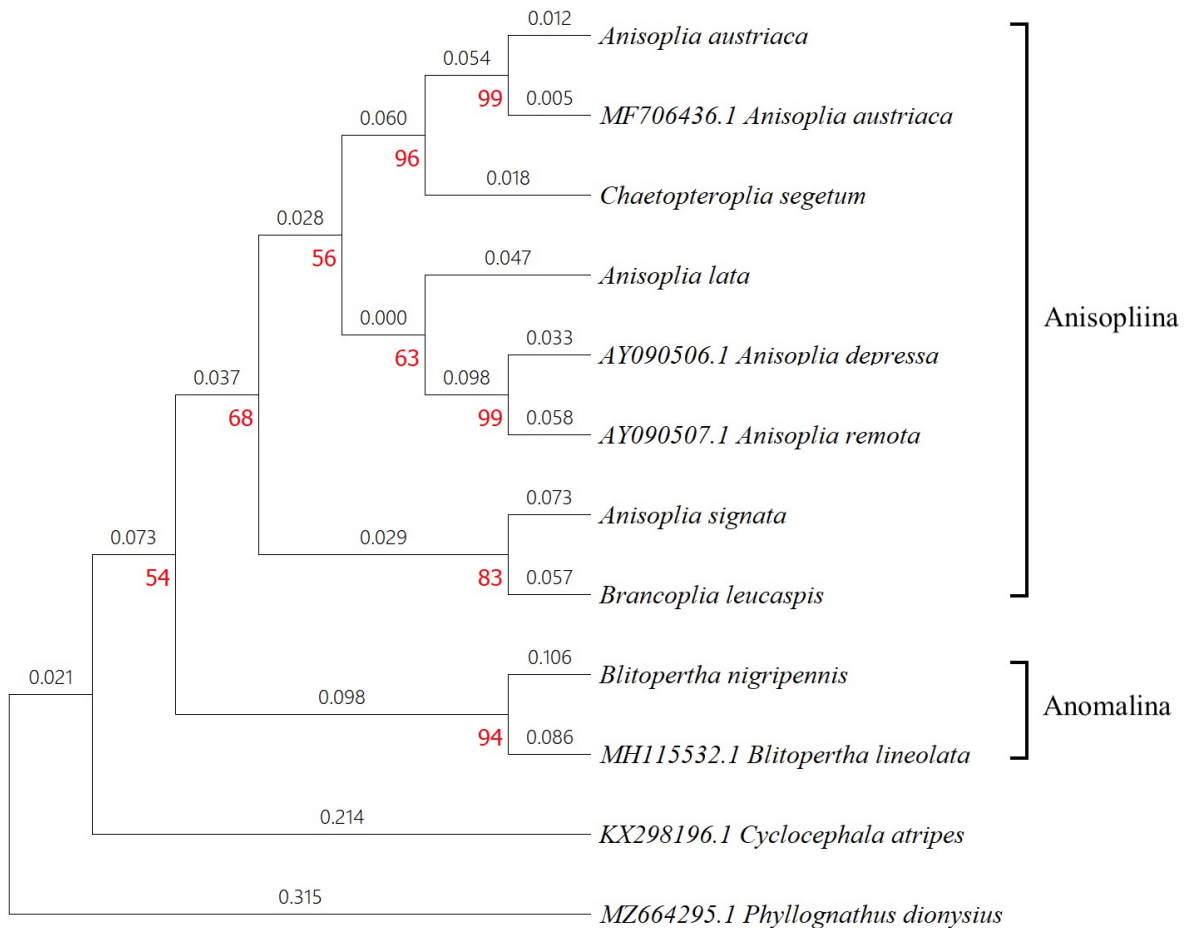 0.012
Anisoplia austriaca
0.054
99
0.005
MF706436.1 Anisoplia austriaca
0.060
96
0.018
Chaetopteroplia segetum
0.028
56
0.047
Anisoplia lata
0.000
63
0.033
AY090506.1 Anisoplia depressa
0.098
99
0.058
AY090507.1 Anisoplia remota
Anisopliina
0.037
68
0.073
Anisoplia signata
0.029
83
0.057
Brancoplia leucaspis
0.073
54
0.106
Blitopertha nigripennis
0.098
94
0.086
MH115532.1 Blitopertha lineolata
Anomalina
0.021
0.214
KX298196.1 Cyclocephala atripes
0.315
MZ664295.1 Phyllognathus dionysius